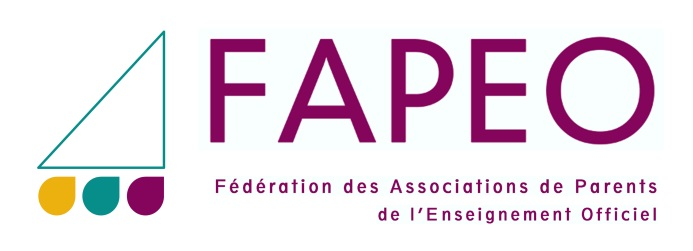 FAPEO
Fédération des Associations de Parents
de l'Enseignement Officiel